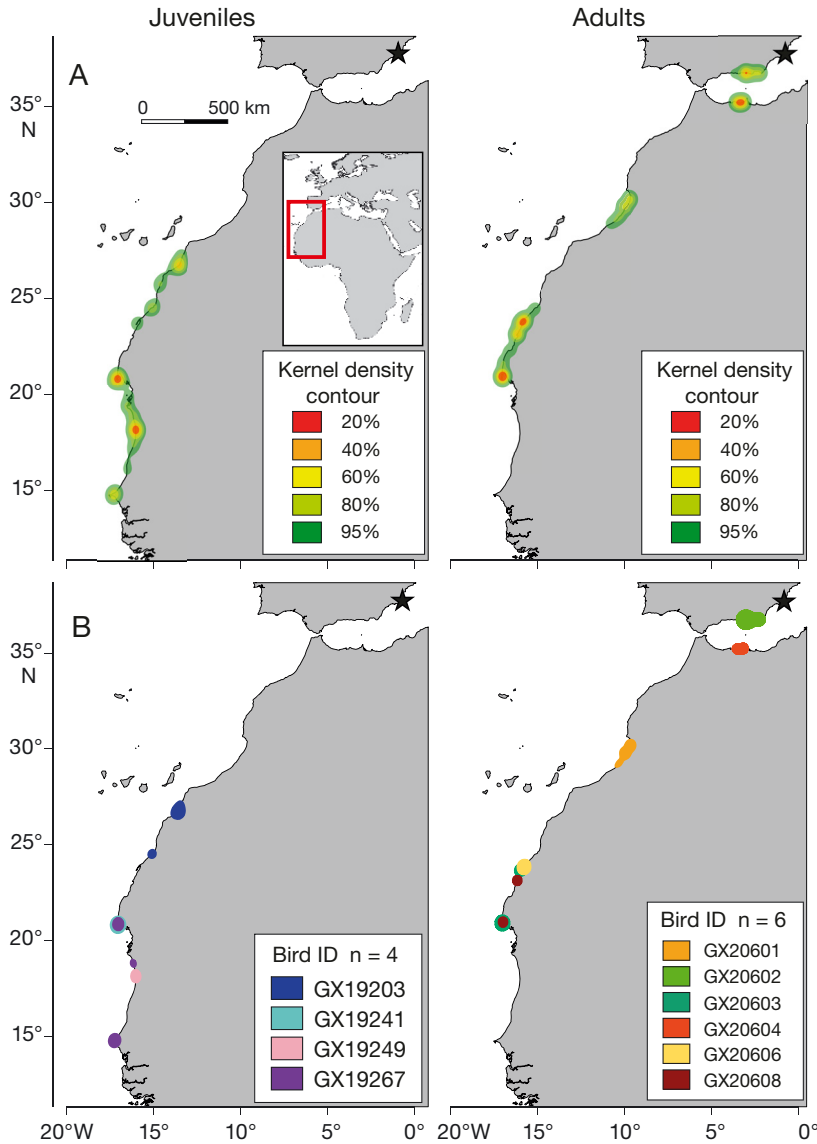 Juveniles
Adults
A
35°
N
30°
25°
20°
15°
0 500 km
Kernel density
contour
20%
40%
60%
80%
95%
Kernel density
contour
20%
40%
60%
80%
95%
B
35°
N
30°
25°
20°
15°
Bird ID n = 4
GX19203
GX19241
GX19249
GX19267
Bird ID n = 6
GX20601
GX20602
GX20603
GX20604
GX20606
GX20608
20°W 15° 10° 5° 0° 20°W 15° 10° 5° 0°